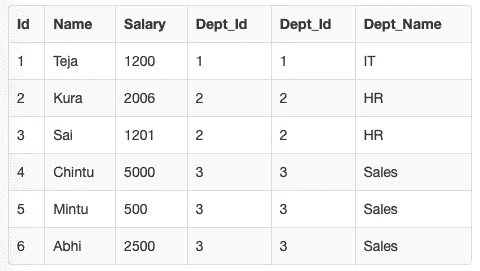 Id Name Salary Dept_Id Dept_Id Dept_Name
1 Teja 1200 1 1 IT
2 Kura 2006 2 2 HR
3 Sai 1201 2 2 HR
4 Chintu 5000 3 3 Sales
5 Mintu 500 3 3 Sales
6 Abhi 2500 3 3 Sales